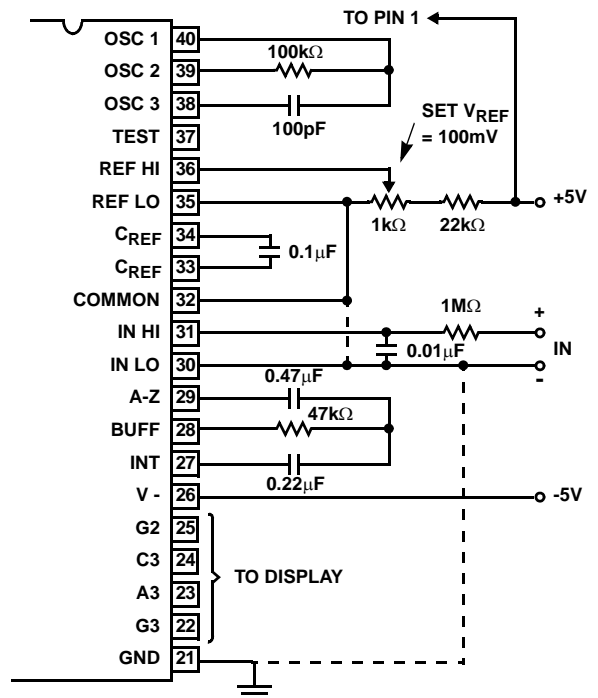 TO PIN 1
OSC 1 40
100kΩ
OSC 2 39
OSC 3 38
100pF
SET VREF
= 100mV
TEST 37
REF HI 36
REF LO 35
1kΩ
22kΩ
+5V
CREF 34
0.1μF
CREF 33
COMMON 32
1MΩ
+
IN HI 31
0.01μF
IN
IN LO 30
-
0.47μF
A-Z 29
47kΩ
BUFF 28
INT 27
0.22μF
V - 26
-5V
G2 25
C3 24
TO DISPLAY
A3 23
G3 22
GND 21